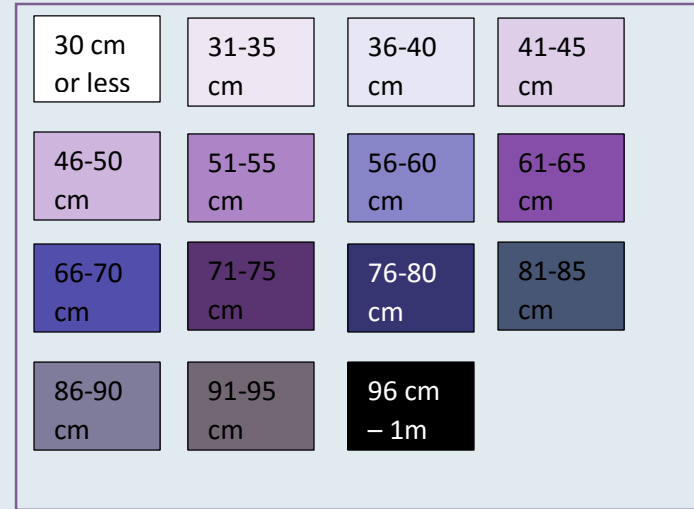 30 cm
or less
31-35
cm
36-40
cm
41-45
cm
46-50
cm
51-55
cm
56-60
cm
61-65
cm
66-70
cm
71-75
cm
76-80
cm
81-85
cm
86-90
cm
91-95
cm
96 cm
– 1m